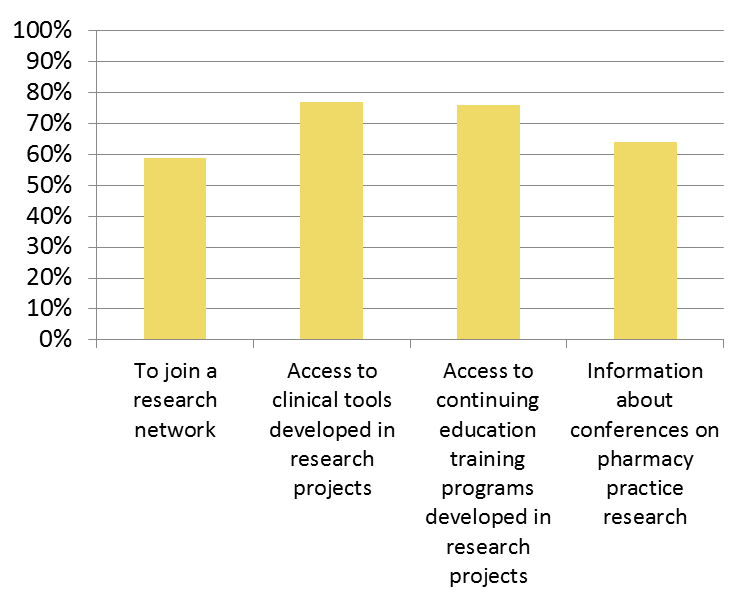 100%
90%
80%
70%
60%
50%
40%
30%
20%
10%
0%
To join a
research
network
Access to
clinical tools
developed in
research
projects
Access to
continuing
education
training
programs
developed in
research
projects
Information
about
conferences on
pharmacy
practice
research